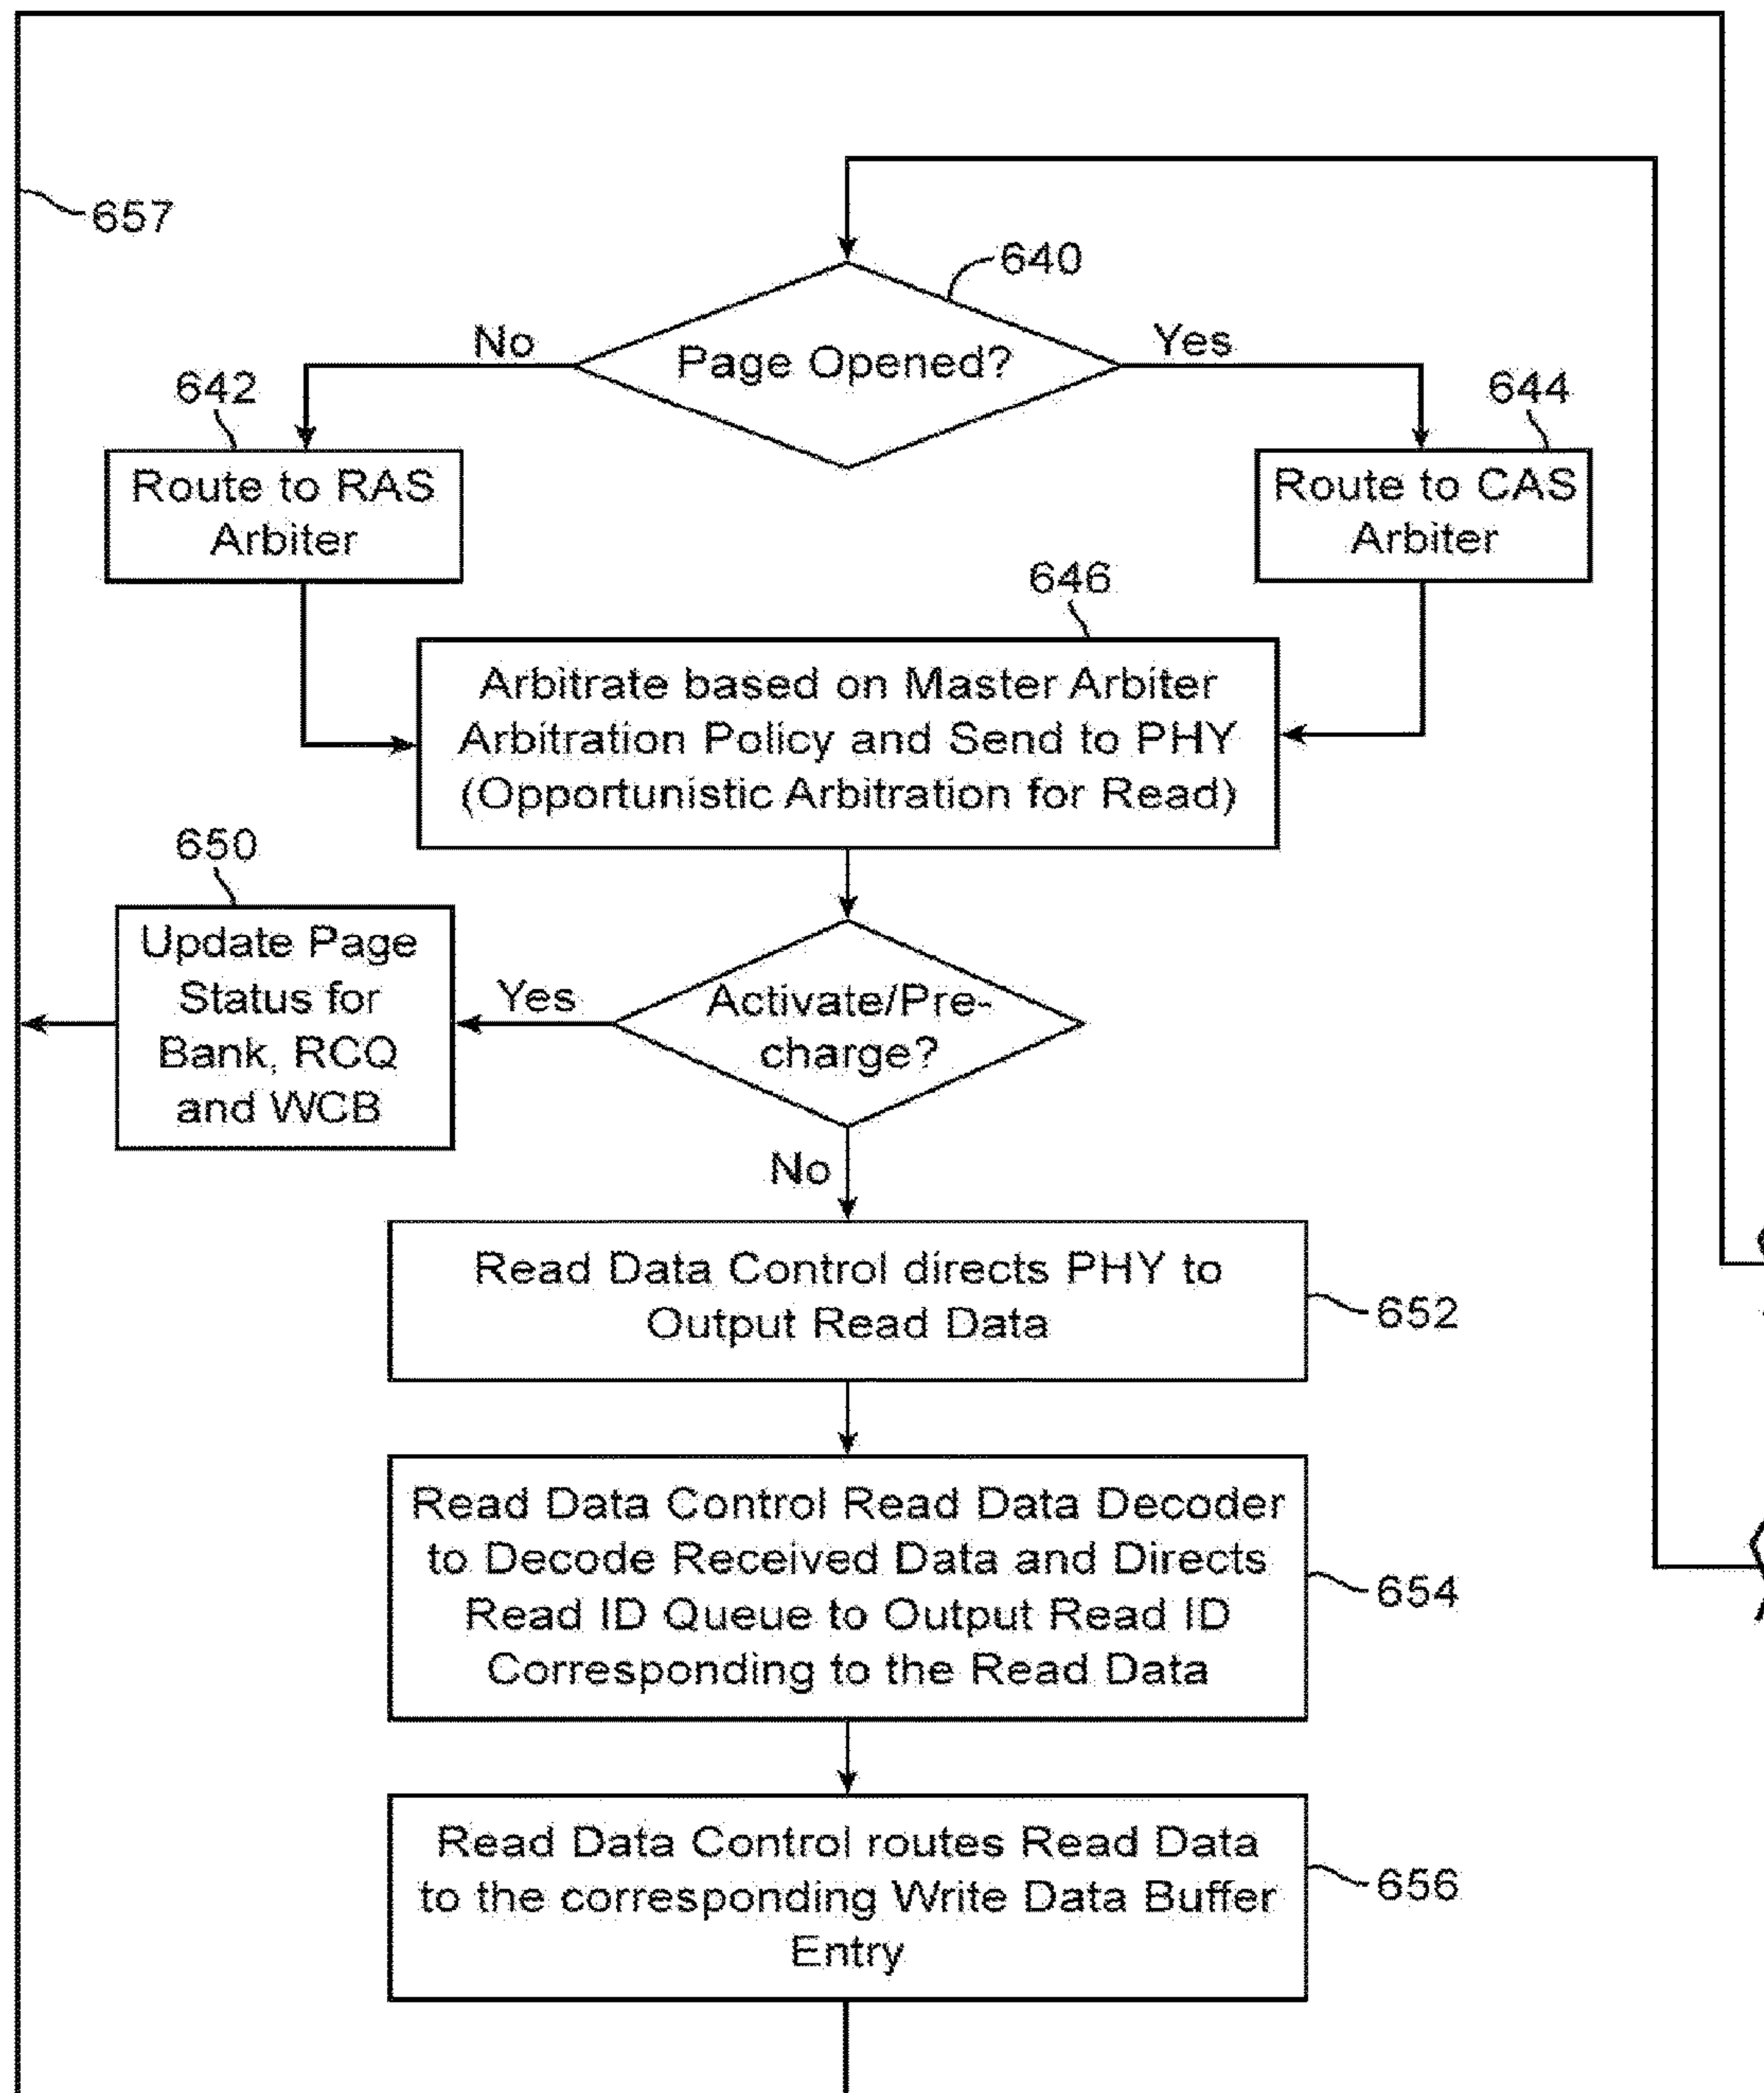 657
640
Page Opened?
No
Yes
642
644
Route to RAS
Arbiter
Route to CAS
Arbiter
646
Arbitrate based on Master Arbiter
Arbitration Policy and Send to PHY
(Opportunistic Arbitration for Read)
650
Update Page
Status for
Bank, RCQ
and WCB
Yes
Activate/Pre-
charge?
No
Read Data Control directs PHY to
Output Read Data
652
Read Data Control Read Data Decoder
to Decode Received Data and Directs
Read ID Queue to Output Read ID
Corresponding to the Read Data
654
Read Data Control routes Read Data
to the corresponding Write Data Buffer
Entry
656